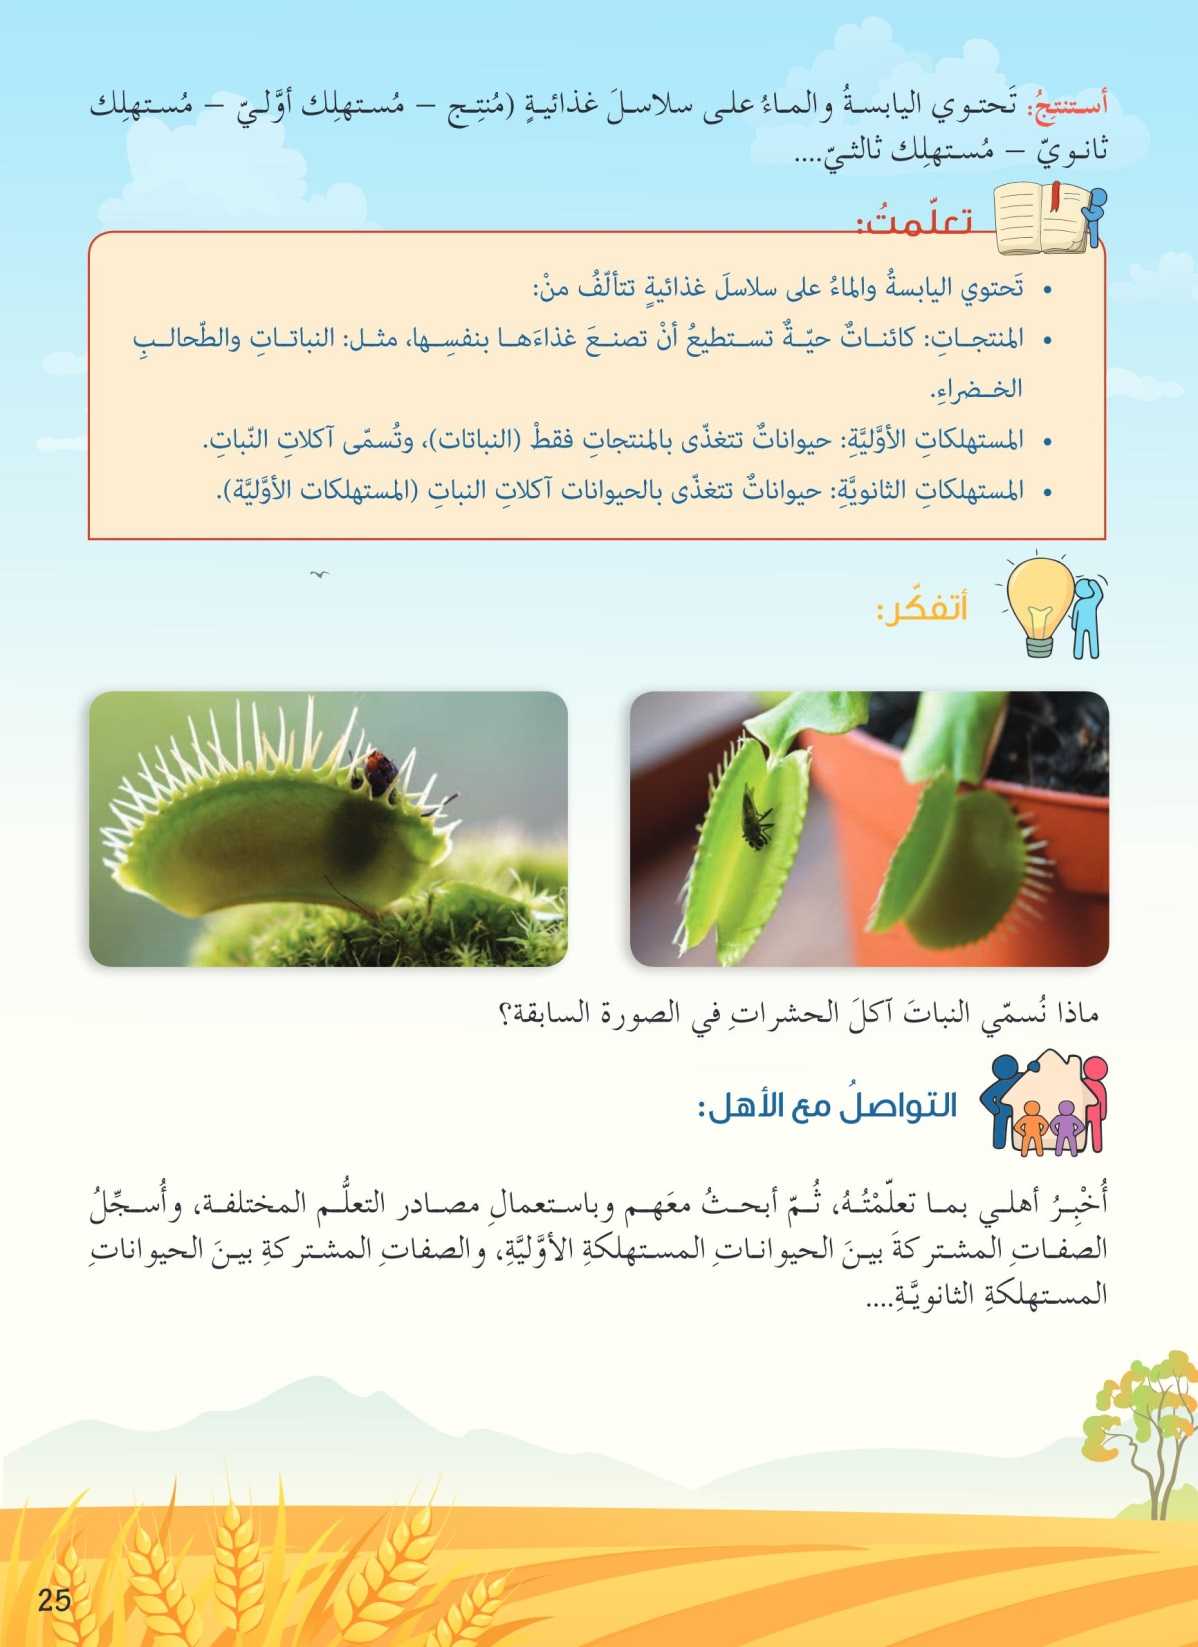 أستنتجُ: تَحتوي اليابسةُ والماءُ على سلاسلَ غذائيةٍ (مُنتِج – مُستهلِك أوَّليّ – مُستهلِك
ثانويّ – مُستهلِك ثالثيّ....
تعلّمتُ:
• تَحتوي اليابسةُ والماءُ على سلاسلَ غذائيةٍ تتألّفُ منْ:
• المنتجاتِ: كائناتٌ حيّةٌ تستطيعُ أنْ تصنعَ غذاءَها بنفسِها، مثل: النباتاتِ والطّحالبِ
الخضراءِ.
• المستهلكاتِ الأوَّليَّةِ: حيواناتٌ تتغذّى بالمنتجاتِ فقطْ (النباتات)، وتُسمّى آكلاتِ النّباتِ.
• المستهلكاتِ الثانويَّةِ: حيواناتٌ تتغذّى بالحيوانات آكلاتِ النباتِ (المستهلكات الأوَّليَّة).
أتفكّر:
ماذا نُسمّي النباتَ آكلَ الحشراتِ في الصورة السابقة؟
التواصلُ مع الأهل:
أُخْبِرُ أهلي بما تعلّمْتُهُ، ثُمّ أبحثُ معَهم وباستعمالِ مصادر التعلُّم المختلفة، وأُسجِّلُ
الصفاتِ المشتركةَ بينَ الحيواناتِ المستهلكةِ الأوَّليَّةِ، والصفاتِ المشتركةِ بينَ الحيواناتِ
المستهلكةِ الثانويَّةِ....
25